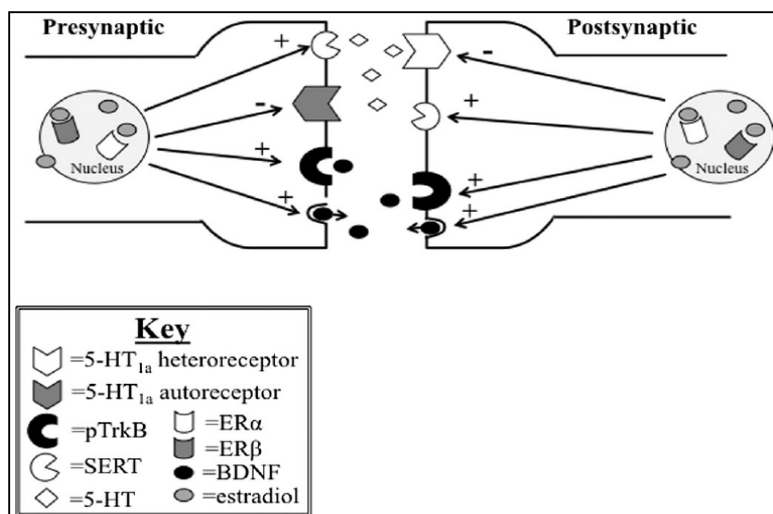 Presynaptic
Postsynaptic
+
-
-
+
+
+
Nucleus
Nucleus
+
+
Key
=5-HT1a heteroreceptor
=5-HT1a autoreceptor
=pTrkB
=ERα
=ERβ
=SERT
=BDNF
=5-HT
=estradiol